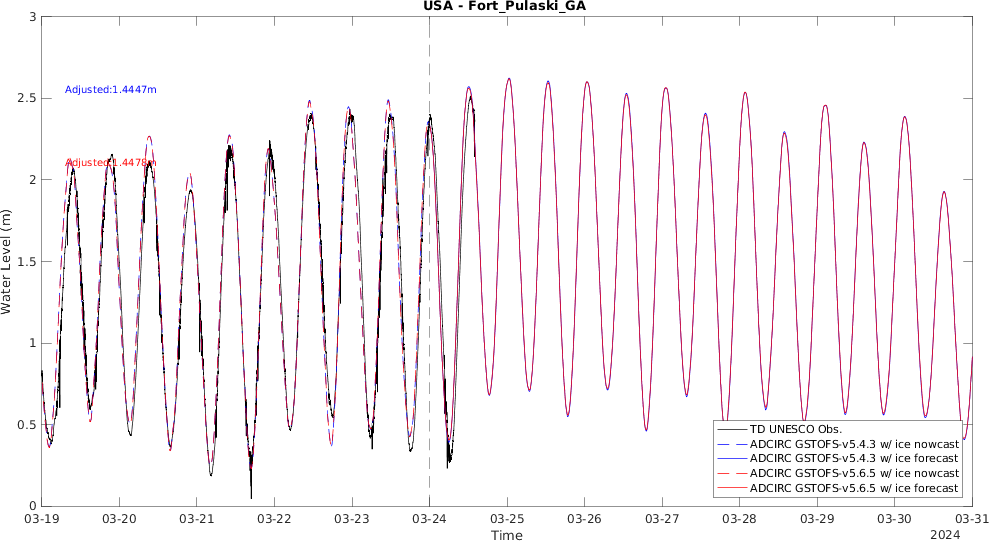 USA - Fort_Pulaski_GA
3
2.5
2
1.5
1
0.5
0
Water Level (m)
Adjusted:1.4447m
Adjusted:1.4478m
TD UNESCO Obs.
ADCIRC GSTOFS-v5.4.3 w/ ice nowcast
ADCIRC GSTOFS-v5.4.3 w/ ice forecast
ADCIRC GSTOFS-v5.6.5 w/ ice nowcast
ADCIRC GSTOFS-v5.6.5 w/ ice forecast
03-19 03-20 03-21 03-22 03-23 03-24 03-25 03-26 03-27 03-28 03-29 03-30 03-31
Time
2024